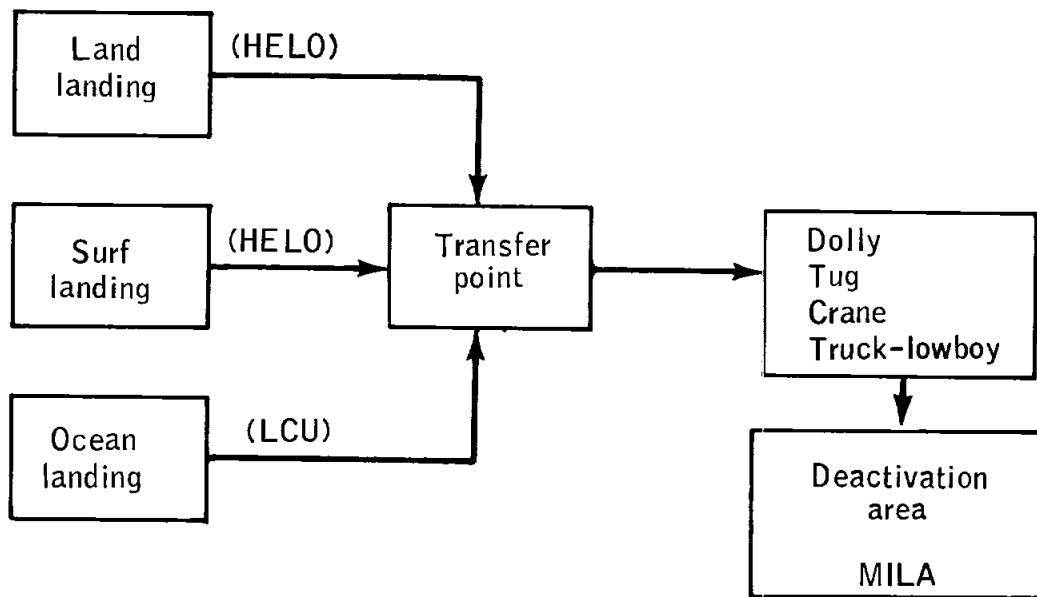 Land
landing
(HELO)
Surf
landing
(HELO)
Ocean
landing
(LCU)
Transfer
point
Dolly
Tug
Crane
Truck-lowboy
Deactivation
area
MILA